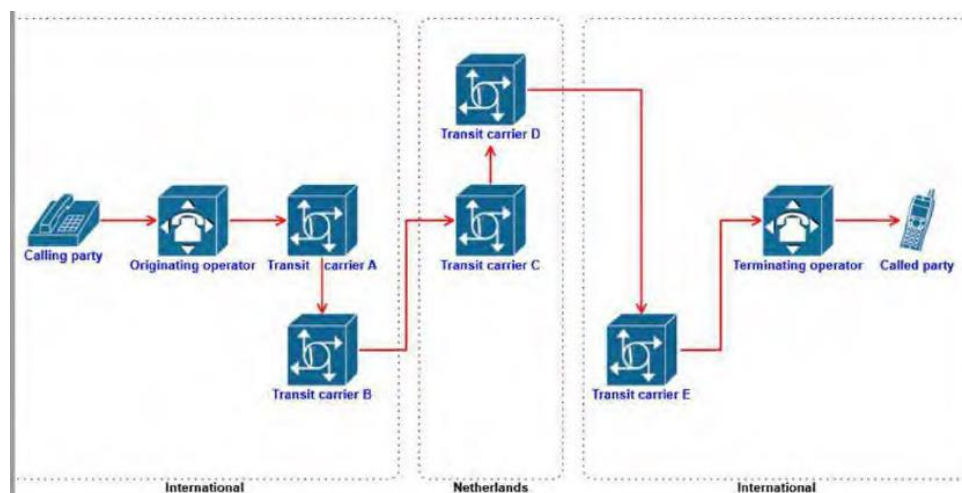 Transit carrier D
Calling party
Originating operator
Transit carrier A
Transit carrier C
Terminating operator
Called party
Transit carrier B
Transit carrier E
International
Netherlands
International